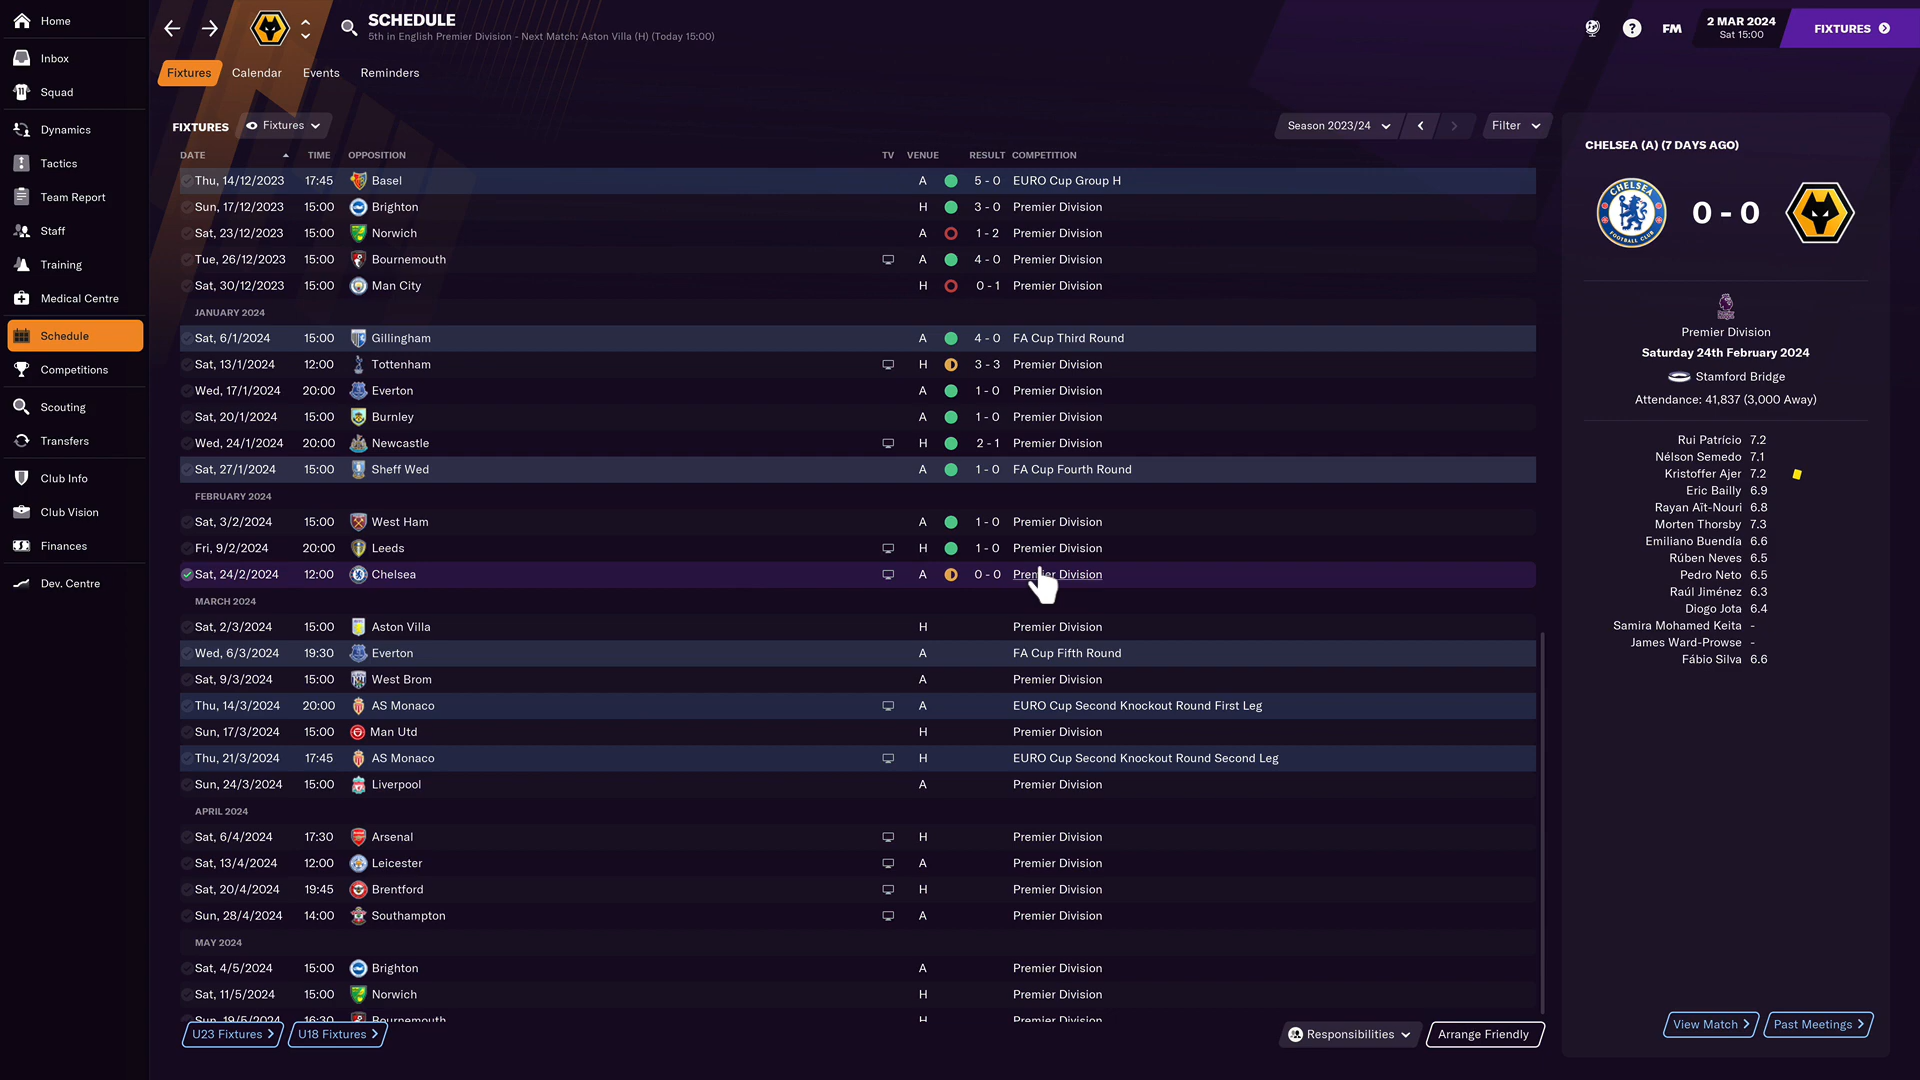 Home
Inbox
Squad
Dynamics
Tactics
Team Report
Staff
Training
Medical Centre
Schedule
Competitions
Scouting
Transfers
Club Info
Club Vision
Finances
Dev. Centre
SCHEDULE
5th in English Premier Division - Next Match: Aston Villa (H) (Today 15:00)
FM
2 MAR 2024
Sat 15:00
FIXTURES
Fixtures Calendar Events Reminders
FIXTURES Fixtures Season 2023/24 Filter
DATE TIME OPPOSITION TV VENUE RESULT COMPETITION
Thu, 14/12/2023 17:45 Basel A 5 - 0 EURO Cup Group H
Sun, 17/12/2023 15:00 Brighton H 3 - 0 Premier Division
Sat, 23/12/2023 15:00 Norwich A 1 - 2 Premier Division
Tue, 26/12/2023 15:00 Bournemouth A 4 - 0 Premier Division
Sat, 30/12/2023 15:00 Man City H 0 - 1 Premier Division
JANUARY 2024
Sat, 6/1/2024 15:00 Gillingham A 4 - 0 FA Cup Third Round
Sat, 13/1/2024 12:00 Tottenham H 3 - 3 Premier Division
Wed, 17/1/2024 20:00 Everton A 1 - 0 Premier Division
Sat, 20/1/2024 15:00 Burnley A 1 - 0 Premier Division
Wed, 24/1/2024 20:00 Newcastle H 2 - 1 Premier Division
Sat, 27/1/2024 15:00 Sheff Wed A 1 - 0 FA Cup Fourth Round
FEBRUARY 2024
Sat, 3/2/2024 15:00 West Ham A 1 - 0 Premier Division
Fri, 9/2/2024 20:00 Leeds H 1 - 0 Premier Division
Sat, 24/2/2024 12:00 Chelsea A 0 - 0 Premier Division
MARCH 2024
Sat, 2/3/2024 15:00 Aston Villa H Premier Division
Wed, 6/3/2024 19:30 Everton A FA Cup Fifth Round
Sat, 9/3/2024 15:00 West Brom A Premier Division
Thu, 14/3/2024 20:00 AS Monaco A EURO Cup Second Knockout Round First Leg
Sun, 17/3/2024 15:00 Man Utd H Premier Division
Thu, 21/3/2024 17:45 AS Monaco H EURO Cup Second Knockout Round Second Leg
Sun, 24/3/2024 15:00 Liverpool A Premier Division
APRIL 2024
Sat, 6/4/2024 17:30 Arsenal H Premier Division
Sat, 13/4/2024 12:00 Leicester A Premier Division
Sat, 20/4/2024 19:45 Brentford H Premier Division
Sun, 28/4/2024 14:00 Southampton A Premier Division
MAY 2024
Sat, 4/5/2024 15:00 Brighton A Premier Division
Sat, 11/5/2024 15:00 Norwich H Premier Division
Sun, 19/5/2024 16:30 Bournemouth H Premier Division
U23 Fixtures U18 Fixtures Responsibilities Arrange Friendly
CHELSEA (A) (7 DAYS AGO)
CHELSEA
FOOTBALL CLUB
0 - 0
Premier Division
Saturday 24th February 2024
Stamford Bridge
Attendance: 41,837 (3,000 Away)
Rui Patrício 7.2
Nélson Semedo 7.1
Kristoffer Ajer 7.2
Eric Bailly 6.9
Rayan Aït-Nouri 6.8
Morten Thorsby 7.3
Emiliano Buendía 6.6
Rúben Neves 6.5
Pedro Neto 6.5
Raúl Jiménez 6.3
Diogo Jota 6.4
Samira Mohamed Keita -
James Ward-Prowse -
Fábio Silva 6.6
View Match Past Meetings